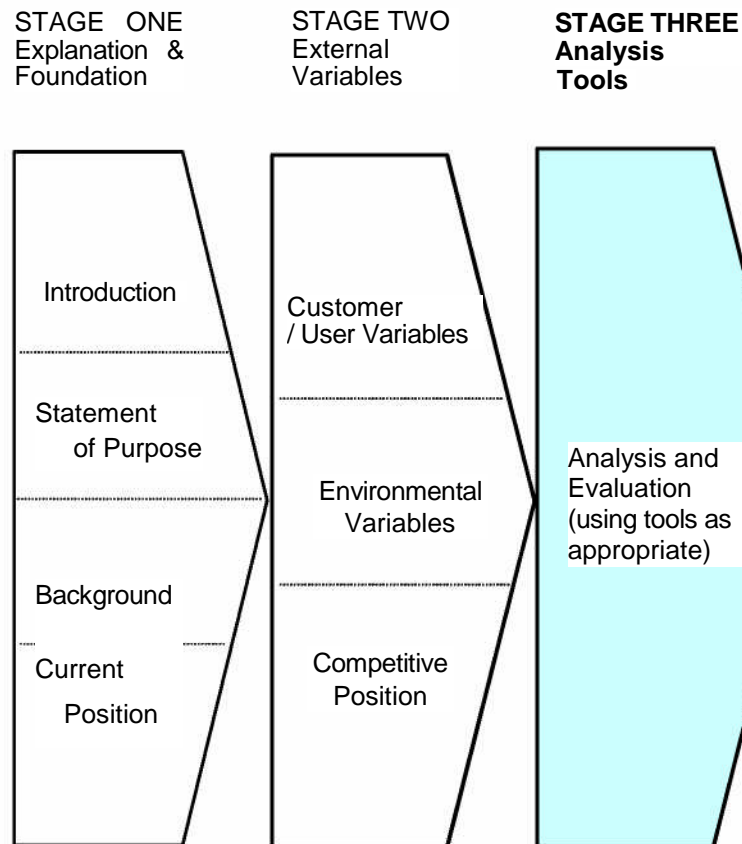 STAGE ONE
Explanation &
Foundation
STAGE TWO
External
Variables
STAGE THREE
Analysis
Tools
Introduction
Statement
of Purpose
Background
Current
Position
Customer
/ User Variables
Environmental
Variables
Competitive
Position
Analysis and
Evaluation
(using tools as
appropriate)